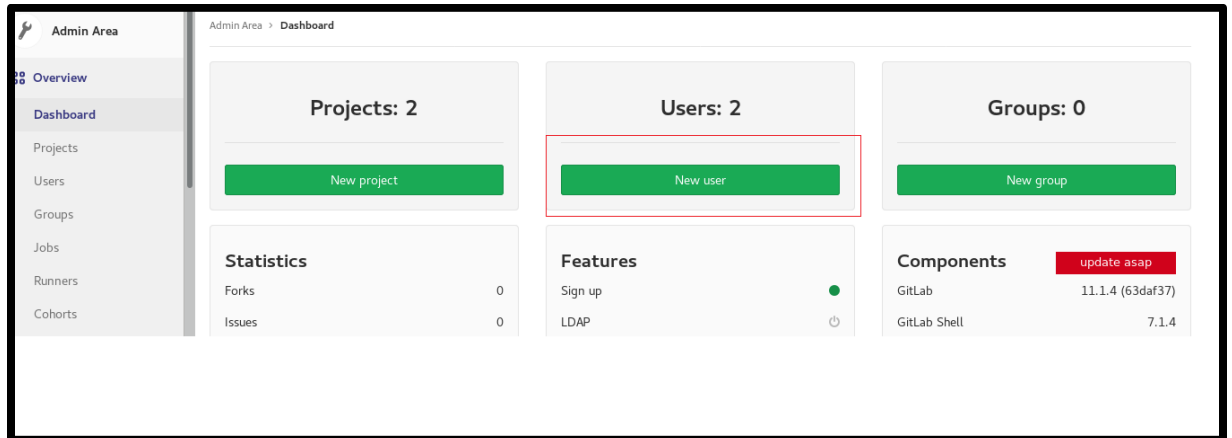 Admin Area
Overview
Dashboard
Projects
Users
Groups
Jobs
Runners
Cohorts
Admin Area > Dashboard
Projects: 2
New project
Users: 2
New user
Groups: 0
New group
Statistics
Forks 0
Issues 0
Features
Sign up
LDAP
Components update asap
GitLab 11.1.4 (63daf37)
GitLab Shell 7.1.4